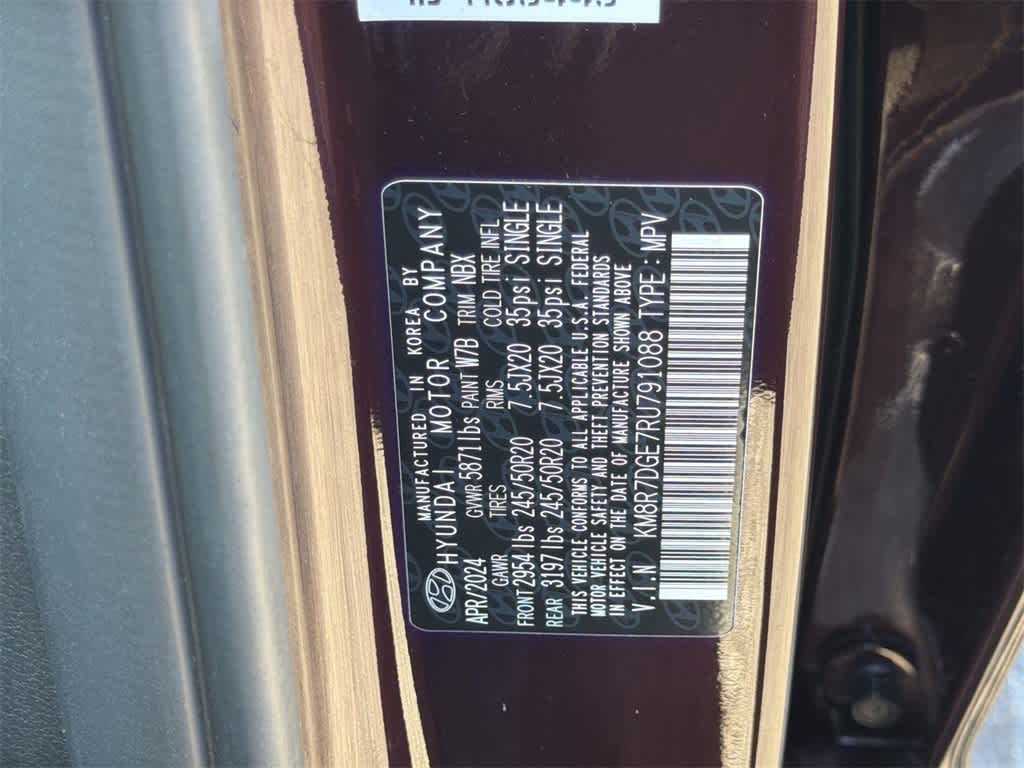 MANUFACTURED IN KOREA BY
HYUNDAI MOTOR COMPANY
APR/2024 GVWR 5871lbs PAINT W7B TRIM NBX
GAWR TIRES RIMS COLD TIRE INFL
FRONT 2954lbs 245/50R20 7.5JX20 35psi SINGLE
REAR 3197lbs 245/50R20 7.5JX20 35psi SINGLE
THIS VEHICLE CONFORMS TO ALL APPLICABLE U.S.A. FEDERAL
MOTOR VEHICLE SAFETY AND THEFT PREVENTION STANDARDS
IN EFFECT ON THE DATE OF MANUFACTURE SHOWN ABOVE
V.I.N KM8R7DGE7RU791088 TYPE : MPV